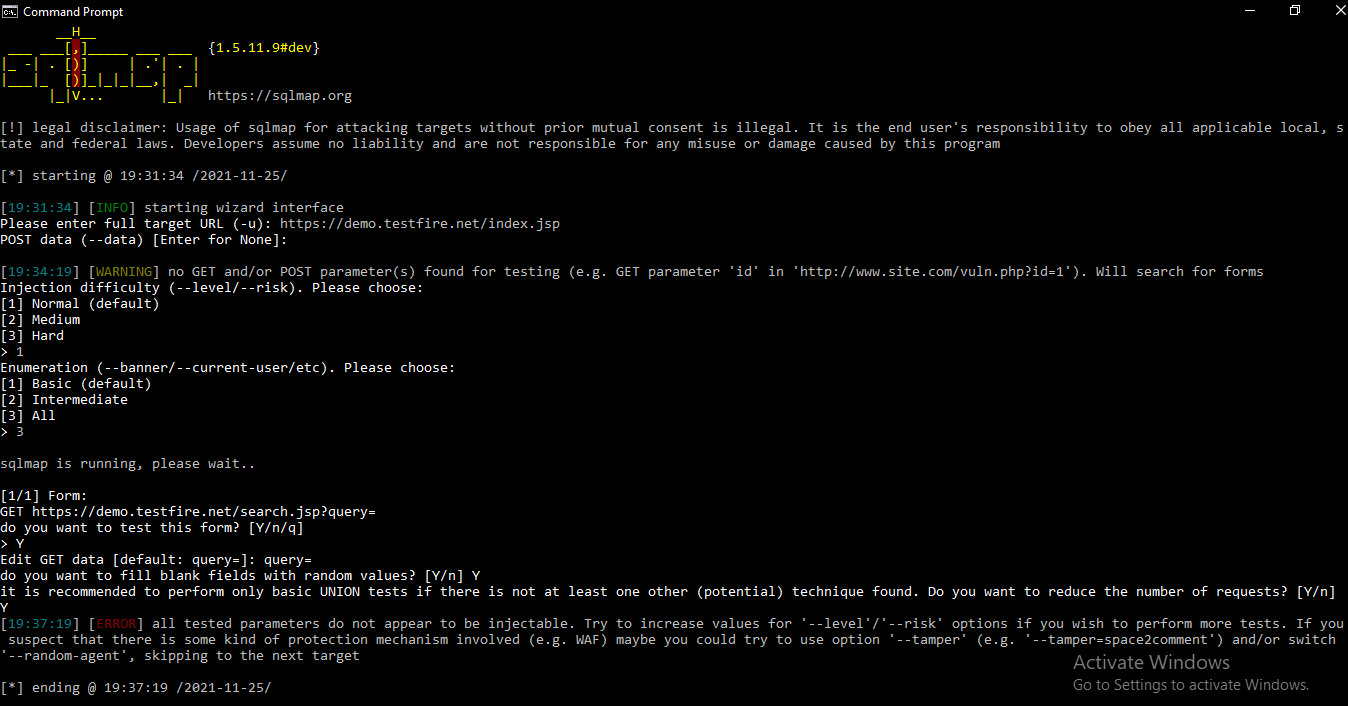 Command Prompt
{1.5.11.9#dev}
https://sqlmap.org
[!] legal disclaimer: Usage of sqlmap for attacking targets without prior mutual consent is illegal. It is the end user's responsibility to obey all applicable local, s
tate and federal laws. Developers assume no liability and are not responsible for any misuse or damage caused by this program
[*] starting @ 19:31:34 /2021-11-25/
[19:31:34] [INFO] starting wizard interface
Please enter full target URL (-u): https://demo.testfire.net/index.jsp
POST data (--data) [Enter for None]:
[19:34:19] [WARNING] no GET and/or POST parameter(s) found for testing (e.g. GET parameter 'id' in 'http://www.site.com/vuln.php?id=1'). Will search for forms
Injection difficulty (--level/--risk). Please choose:
[1] Normal (default)
[2] Medium
[3] Hard
> 1
Enumeration (--banner/--current-user/etc). Please choose:
[1] Basic (default)
[2] Intermediate
[3] All
> 3
sqlmap is running, please wait..
[1/1] Form:
GET https://demo.testfire.net/search.jsp?query=
do you want to test this form? [Y/n/q]
> Y
Edit GET data [default: query=]: query=
do you want to fill blank fields with random values? [Y/n] Y
it is recommended to perform only basic UNION tests if there is not at least one other (potential) technique found. Do you want to reduce the number of requests? [Y/n]
Y
[19:37:19] [ERROR] all tested parameters do not appear to be injectable. Try to increase values for '--level'/'--risk' options if you wish to perform more tests. If you
suspect that there is some kind of protection mechanism involved (e.g. WAF) maybe you could try to use option '--tamper' (e.g. '--tamper=space2comment') and/or switch
'--random-agent', skipping to the next target
[*] ending @ 19:37:19 /2021-11-25/
Activate Windows
Go to Settings to activate Windows.